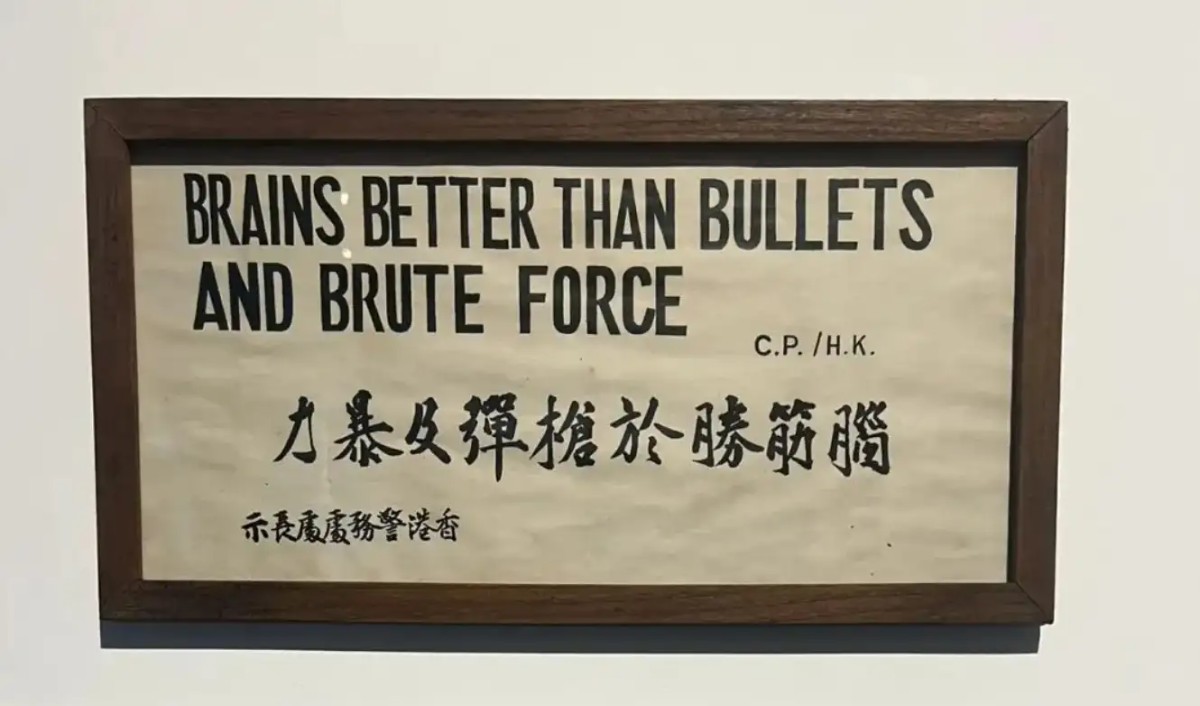 BRAINS BETTER THAN BULLETS
AND BRUTE FORCE
C.P. /H.K.
腦筋勝於槍彈及暴力
香港警務處處長示